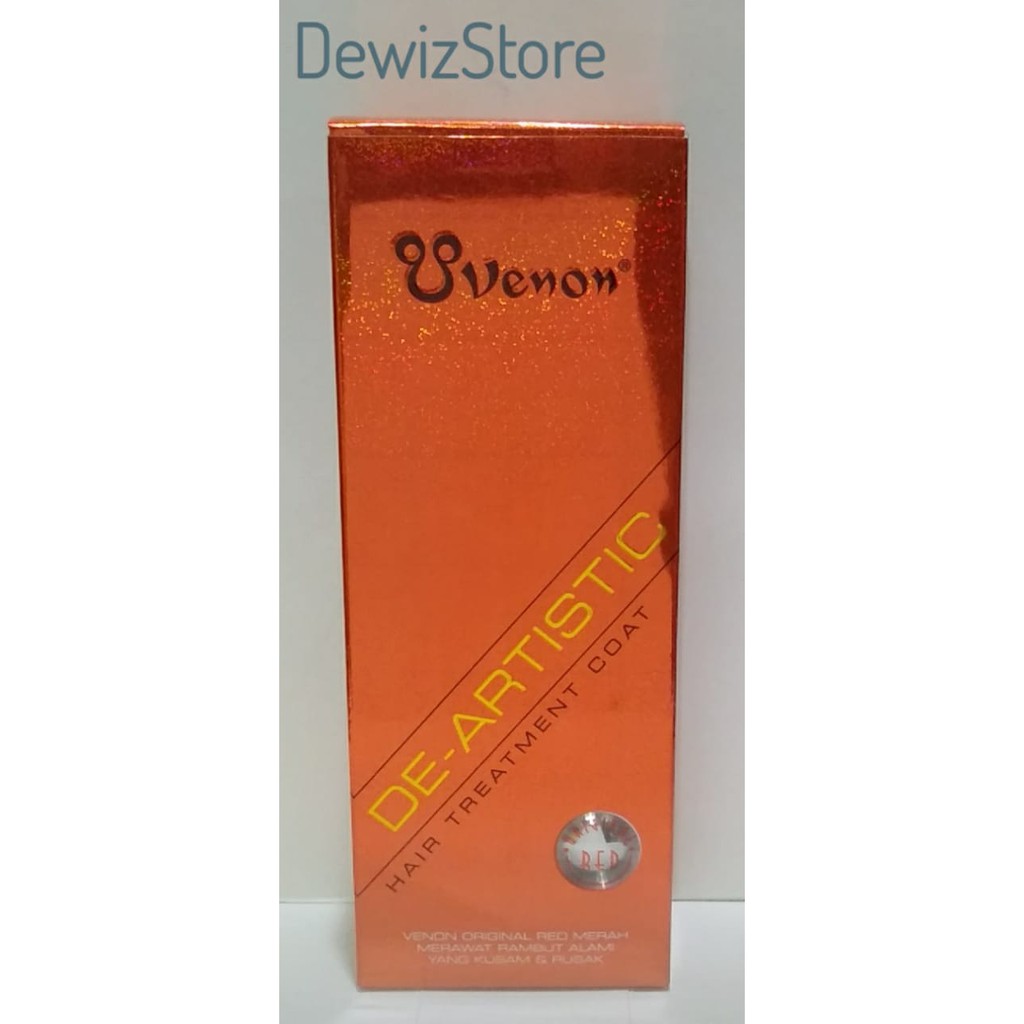 DewizStore
Venon®
DE-ARTISTIC
HAIR TREATMENT COAT
RED
VENON ORIGINAL RED MERAH
MERAWAT RAMBUT ALAMI
YANG KUSAM & RUSAK